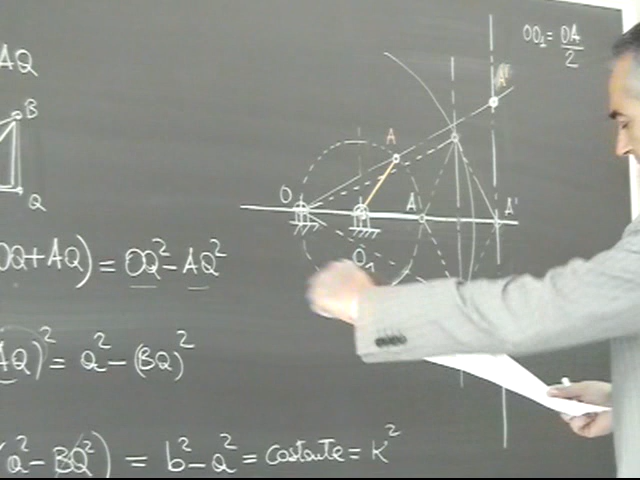 AQ
B
Q
OQ+AQ) = OQ² - AQ²
AQ)² = a² - (BQ)²
(a² - BQ²) = b² - a² = costante = K²
OO₁ = OA/2
A'
A
O
A
A'
O₁